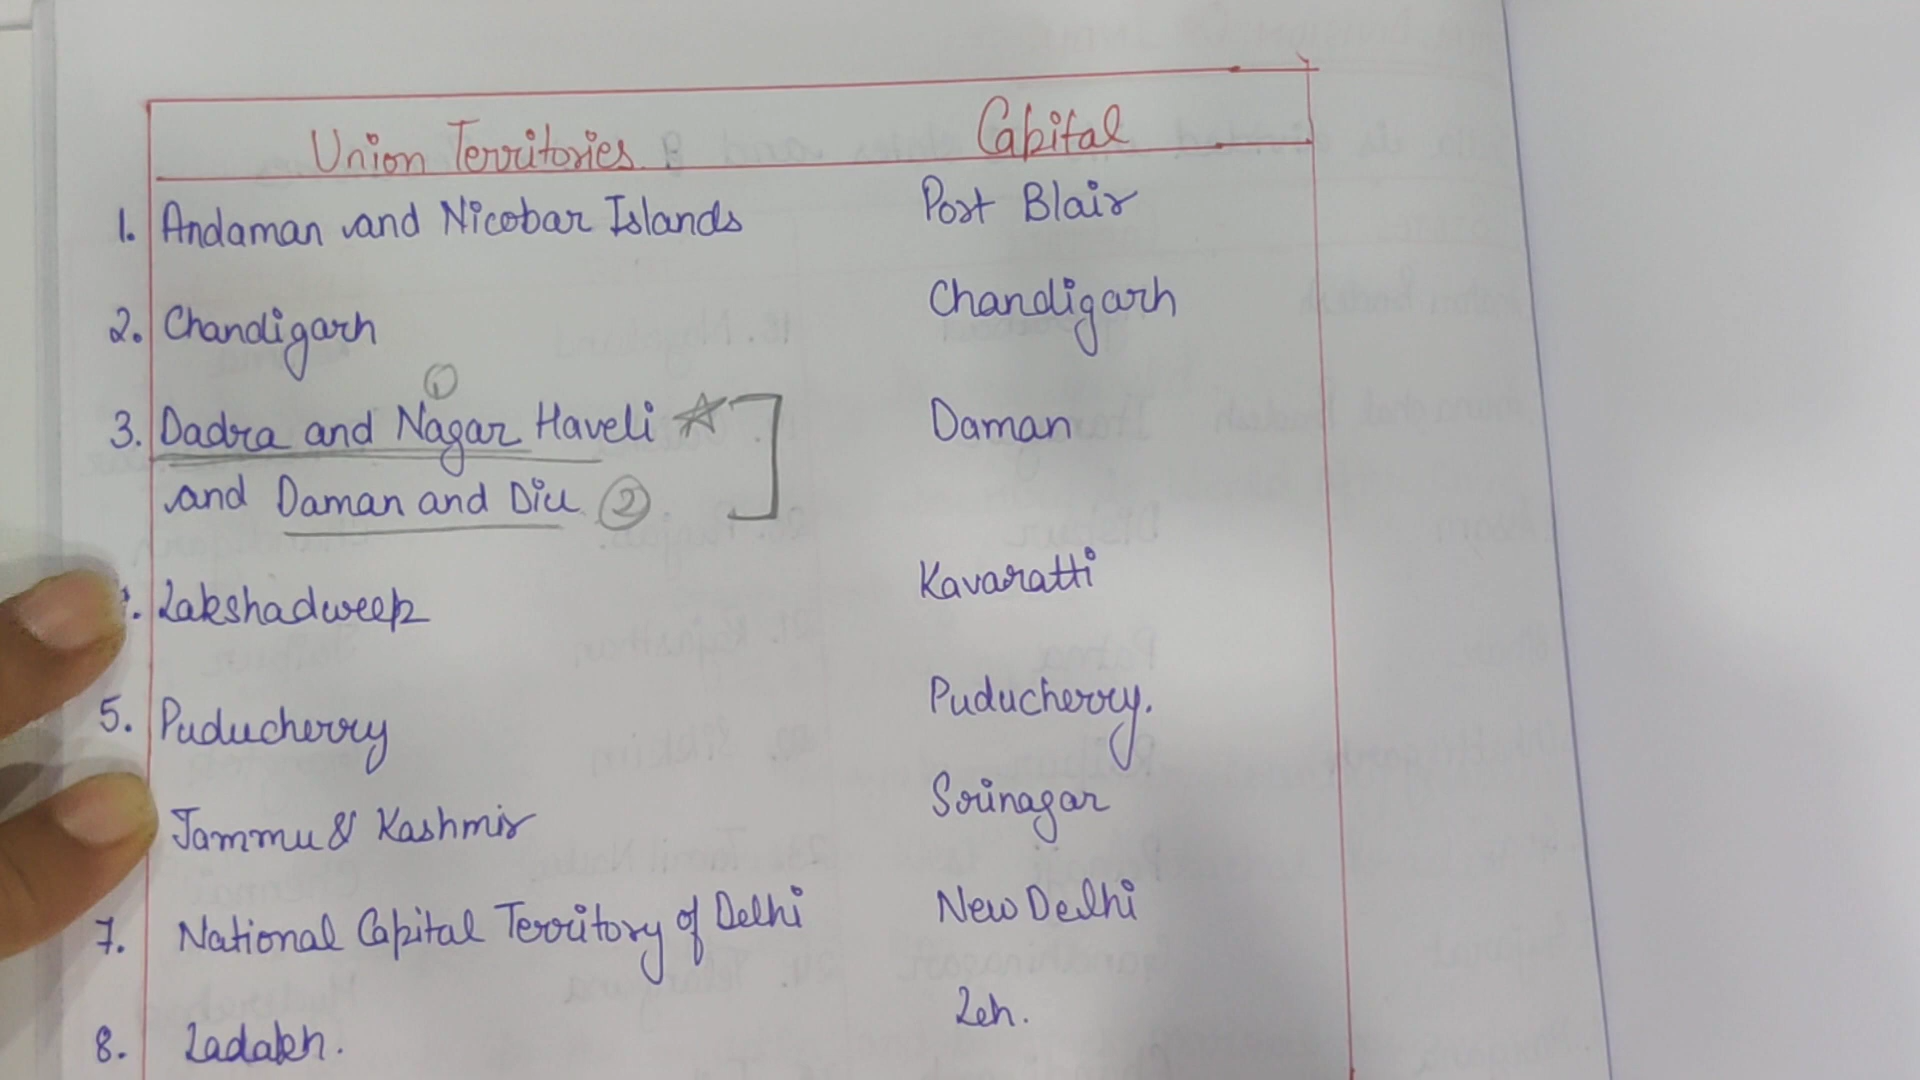 Union Territories. Capital
1. Andaman and Nicobar Islands Port Blair
2. Chandigarh Chandigarh
①
3. Dadra and Nagar Haveli Daman
and Daman and Diu ②
Lakshadweep Kavaratti
5. Puducherry Puducherry.
Jammu & Kashmir Srinagar
7. National Capital Territory of Delhi New Delhi
8. Ladakh. Leh.